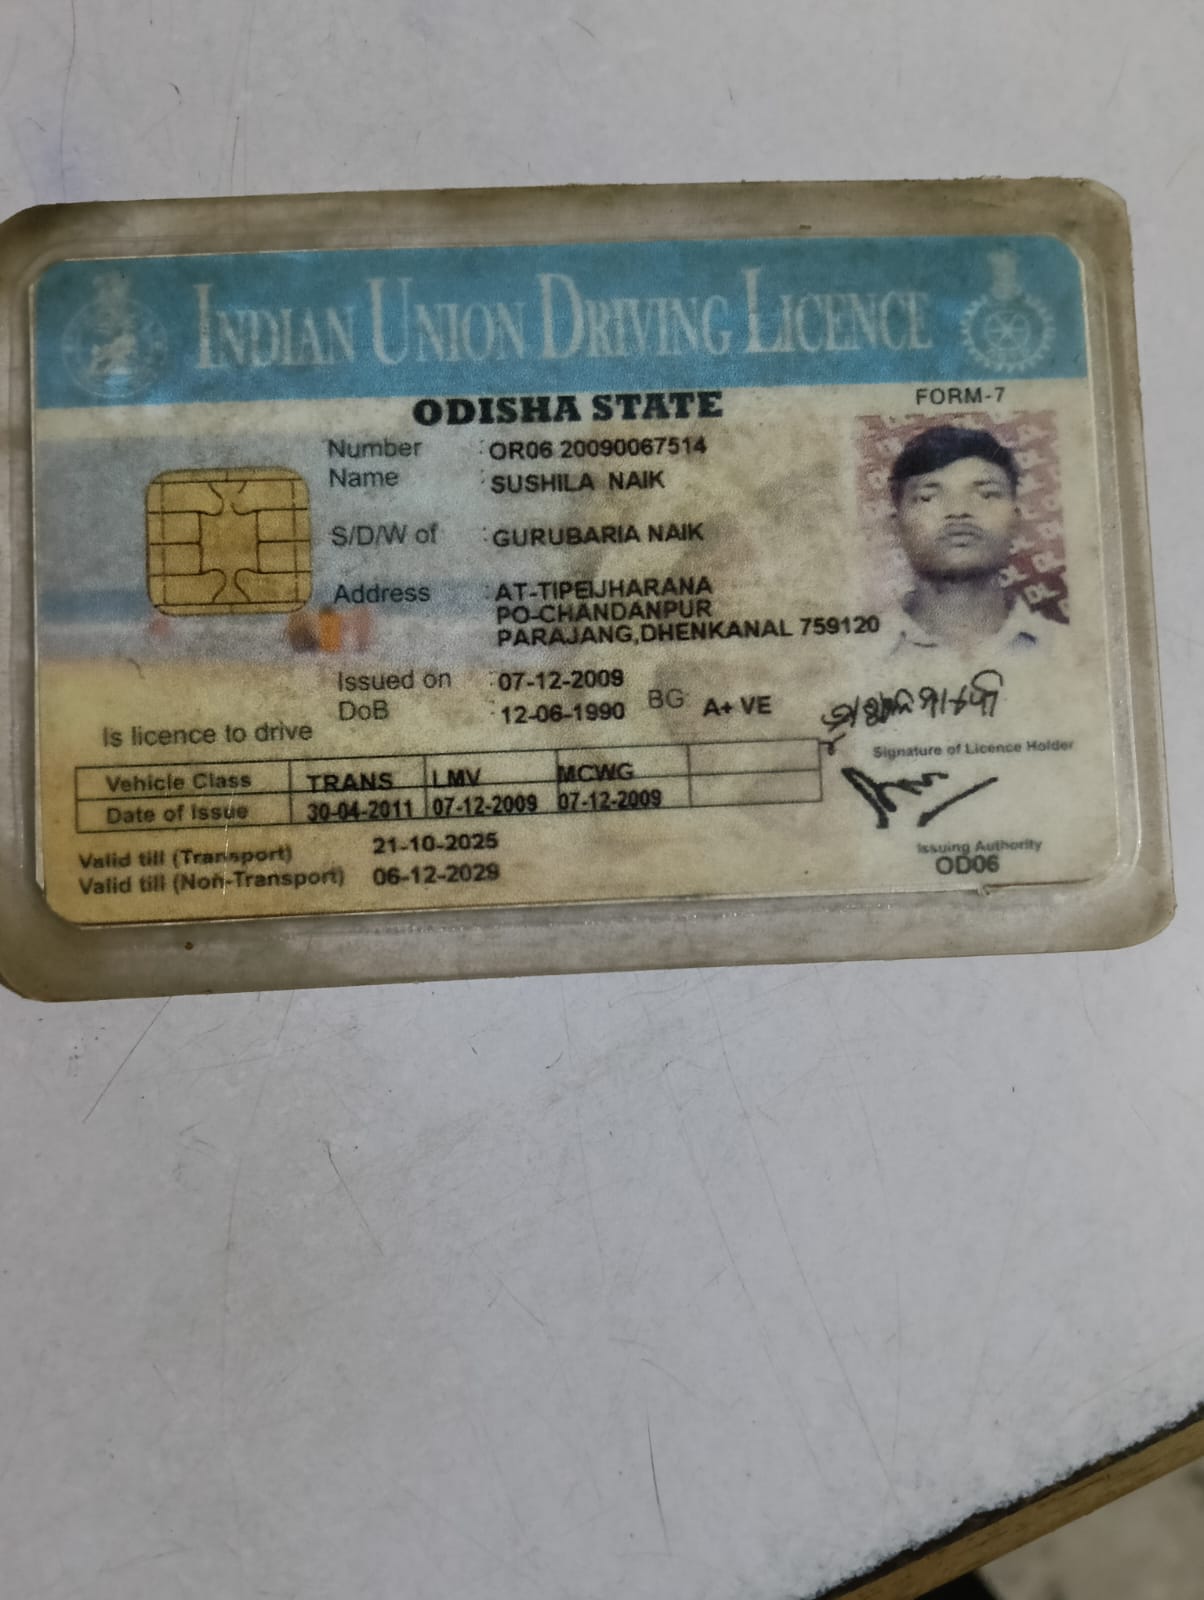 INDIAN UNION DRIVING LICENCE
ODISHA STATE
FORM-7
Number : OR06 20090067514
Name : SUSHILA NAIK
S/D/W of : GURUBARIA NAIK
Address : AT-TIPEIJHARANA
PO-CHANDANPUR
PARAJANG,DHENKANAL 759120
Issued on : 07-12-2009
DoB : 12-06-1990 BG: A+ VE
Is licence to drive
Signature of Licence Holder
Vehicle Class TRANS LMV MCWG
Date of Issue 30-04-2011 07-12-2009 07-12-2009
Valid till (Transport) 21-10-2025
Valid till (Non-Transport) 06-12-2029
Issuing Authority
OD06